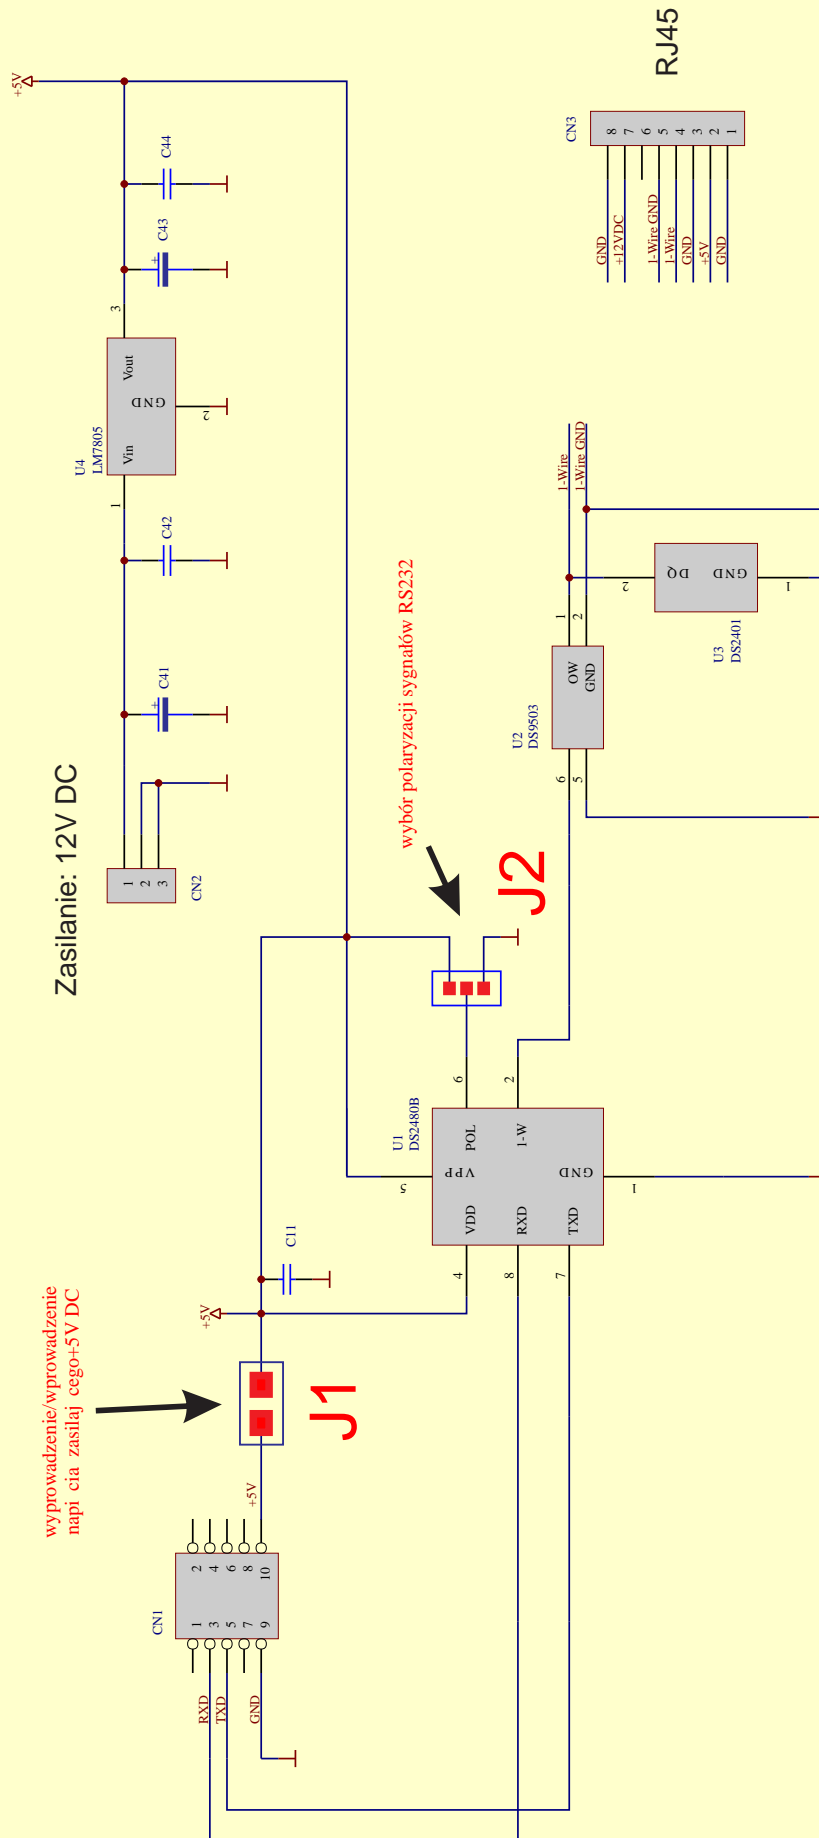 wyprowadzenie/wprowadzenie
napi cia zasilaj cego+5V DC
J1
CN1
1
3
5
7
9
2
4
6
8
10
RXD
TXD
GND
+5V
+5V
C11
Zasilanie: 12V DC
CN2
1
2
3
C41
C42
U4
LM7805
Vin
GND
Vout
1
2
3
C43
C44
+5V
U1
DS2480B
VDD
VPP
POL
RXD
1-W
TXD
GND
4
8
7
5
6
2
1
wybór polaryzacji sygnałów RS232
J2
U2
DS9503
OW
GND
6
5
1
2
1-Wire
1-Wire GND
U3
DS2401
DQ
GND
2
1
RJ45
CN3
8
7
6
5
4
3
2
1
GND
+12VDC
1-Wire GND
1-Wire
GND
+5V
GND